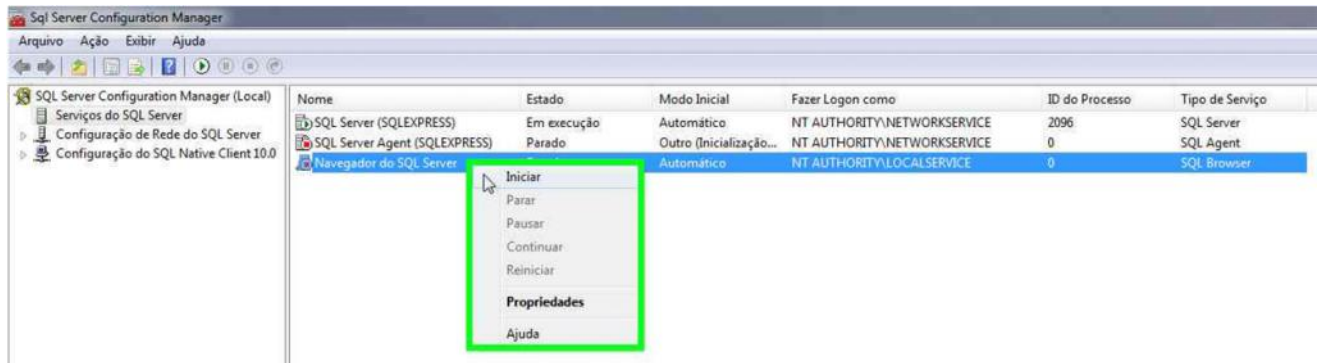 Sql Server Configuration Manager
Arquivo Ação Exibir Ajuda
SQL Server Configuration Manager (Local)
Serviços do SQL Server
Configuração de Rede do SQL Server
Configuração do SQL Native Client 10.0
Nome Estado Modo Inicial Fazer Logon como ID do Processo Tipo de Serviço
SQL Server (SQLEXPRESS) Em execução Automático NT AUTHORITY\NETWORKSERVICE 2096 SQL Server
SQL Server Agent (SQLEXPRESS) Parado Outro (Inicialização... NT AUTHORITY\NETWORKSERVICE 0 SQL Agent
Navegador do SQL Server Automático NT AUTHORITY\LOCALSERVICE 0 SQL Browser
Iniciar
Parar
Pausar
Continuar
Reiniciar
Propriedades
Ajuda